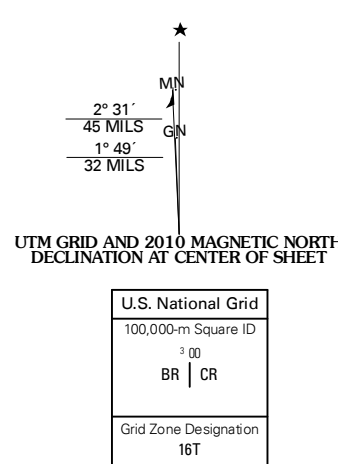 ★
MN
2° 31´
45 MILS
GN
1° 49´
32 MILS
UTM GRID AND 2010 MAGNETIC NORTH
DECLINATION AT CENTER OF SHEET
U.S. National Grid
100,000-m Square ID
3 00
BR CR
Grid Zone Designation
16T